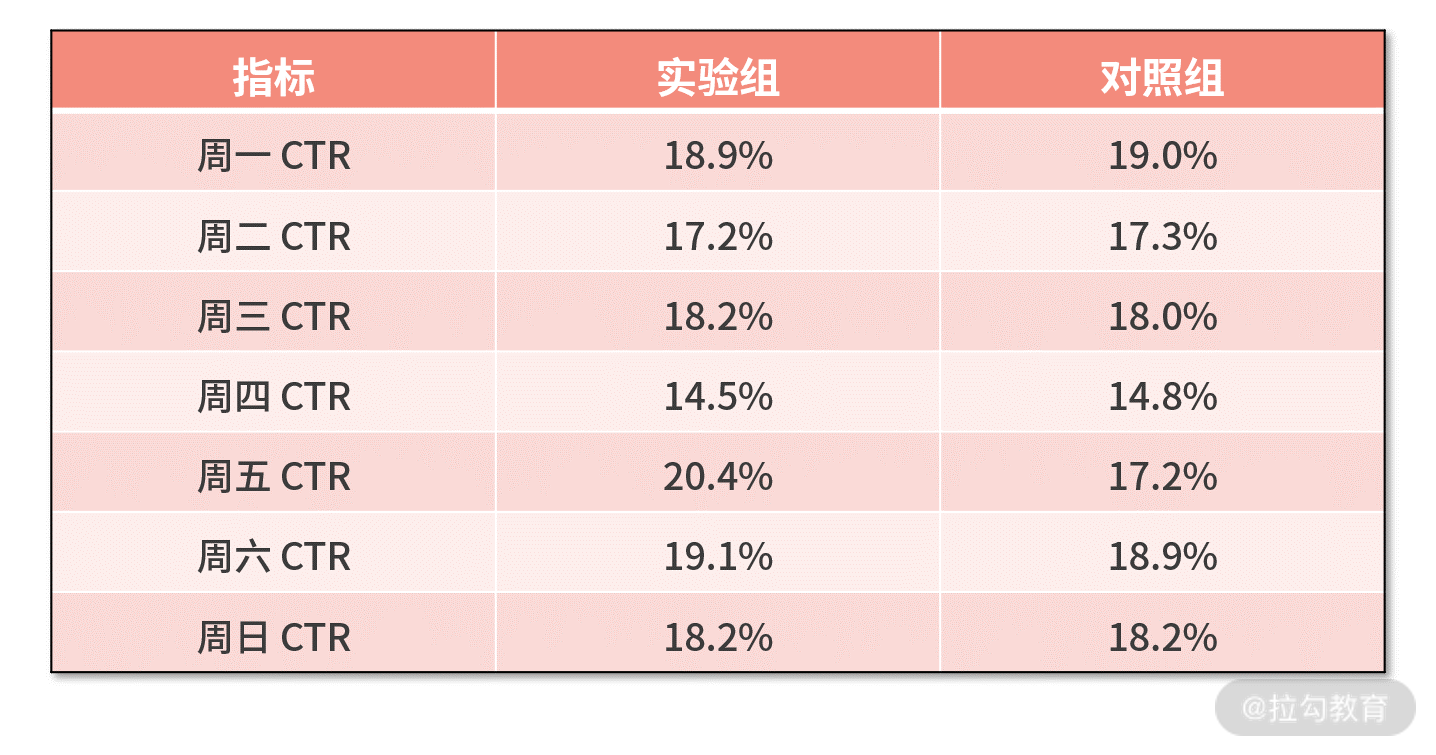 指标 实验组 对照组
周一 CTR 18.9% 19.0%
周二 CTR 17.2% 17.3%
周三 CTR 18.2% 18.0%
周四 CTR 14.5% 14.8%
周五 CTR 20.4% 17.2%
周六 CTR 19.1% 18.9%
周日 CTR 18.2% 18.2%
@拉勾教育